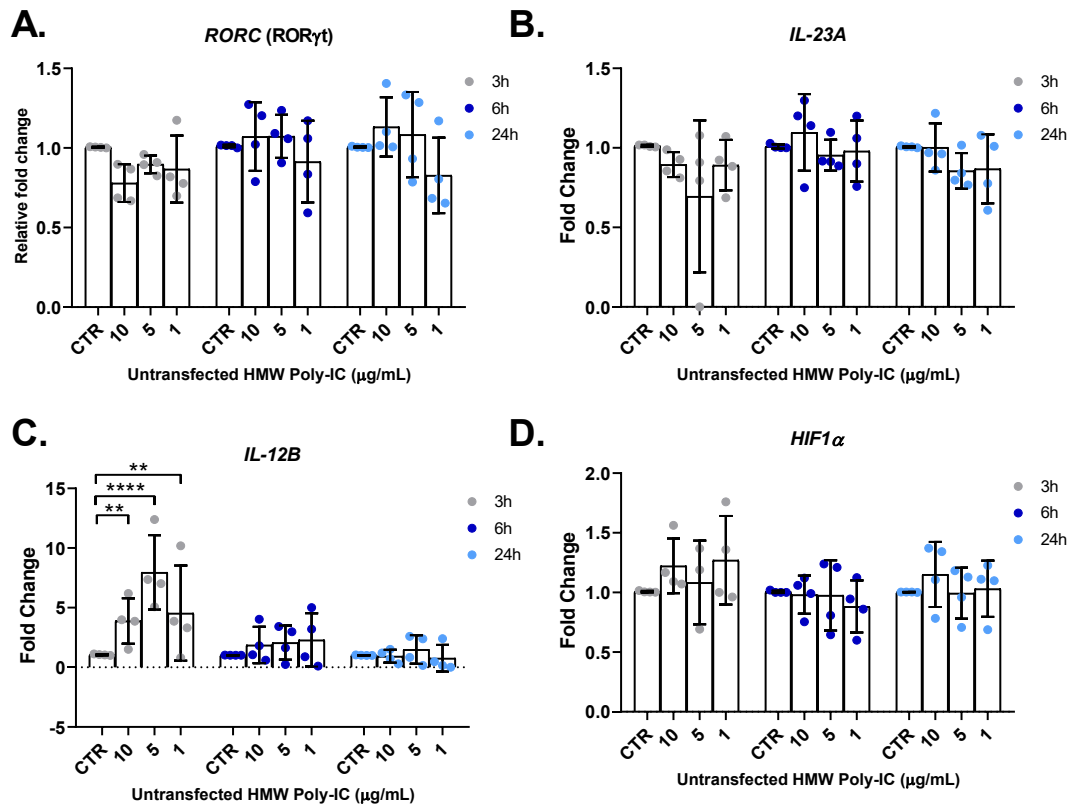 A.
RORC (RORγt)
1.5
1.0
0.5
0.0
Relative fold change
CTR 10 5 1 CTR 10 5 1 CTR 10 5 1
Untransfected HMW Poly-IC (μg/mL)
3h
6h
24h
B.
IL-23A
1.5
1.0
0.5
0.0
Fold Change
CTR 10 5 1 CTR 10 5 1 CTR 10 5 1
Untransfected HMW Poly-IC (μg/mL)
3h
6h
24h
C.
IL-12B
**
****
**
15
10
5
0
-5
Fold Change
CTR 10 5 1 CTR 10 5 1 CTR 10 5 1
Untransfected HMW Poly-IC (μg/mL)
3h
6h
24h
D.
HIF1α
2.0
1.5
1.0
0.5
0.0
Fold Change
CTR 10 5 1 CTR 10 5 1 CTR 10 5 1
Untransfected HMW Poly-IC (μg/mL)
3h
6h
24h